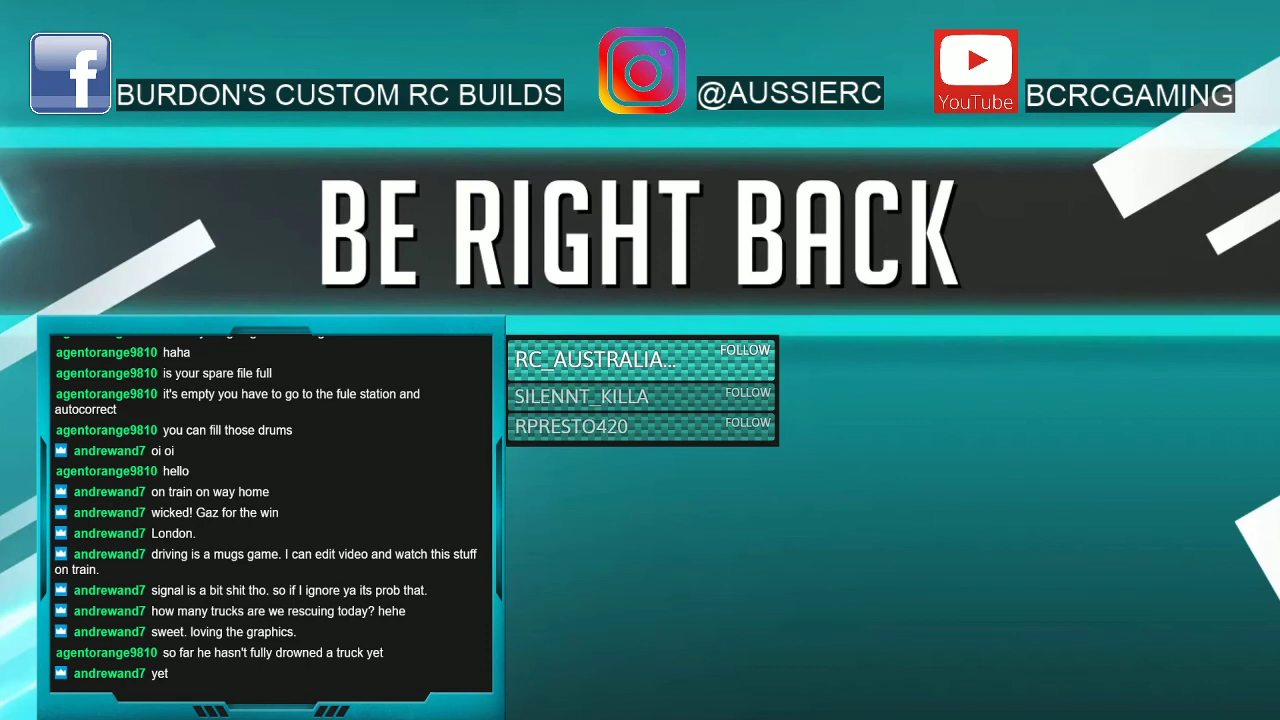 BURDON'S CUSTOM RC BUILDS
@AUSSIERC
YouTube
BCRCGAMING
BE RIGHT BACK
agentorange9810 haha
agentorange9810 is your spare file full
agentorange9810 it's empty you have to go to the fule station and
autocorrect
agentorange9810 you can fill those drums
andrewand7 oi oi
agentorange9810 hello
andrewand7 on train on way home
andrewand7 wicked! Gaz for the win
andrewand7 London.
andrewand7 driving is a mugs game. I can edit video and watch this stuff
on train.
andrewand7 signal is a bit shit tho. so if I ignore ya its prob that.
andrewand7 how many trucks are we rescuing today? hehe
andrewand7 sweet. loving the graphics.
agentorange9810 so far he hasn't fully drowned a truck yet
andrewand7 yet
RC_AUSTRALIA... FOLLOW
SILENNT_KILLA FOLLOW
RPRESTO420 FOLLOW